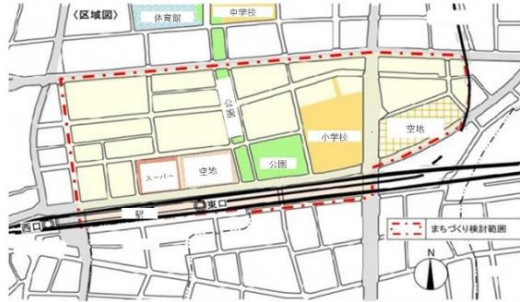 〈区域図〉
体育館
中学校
公園
小学校
空地
スーパー
空地
公園
東口
駅
西口
まちづくり検討範囲
N